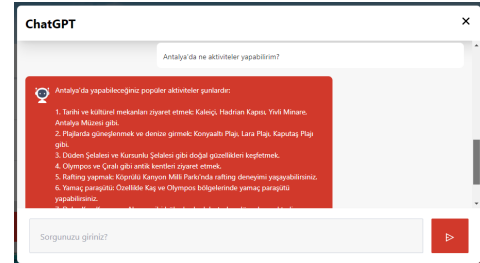 ChatGPT
×
Antalya'da ne aktiviteler yapabilirim?
Antalya'da yapabileceğiniz popüler aktiviteler şunlardır:
1. Tarihi ve kültürel mekanları ziyaret etmek: Kaleiçi, Hadrian Kapısı, Yivli Minare,
Antalya Müzesi gibi.
2. Plajlarda güneşlenmek ve denize girmek: Konyaaltı Plajı, Lara Plajı, Kaputaş Plajı
gibi.
3. Düden Şelalesi ve Kursunlu Şelalesi gibi doğal güzellikleri keşfetmek.
4. Olympos ve Çıralı gibi antik kentleri ziyaret etmek.
5. Rafting yapmak: Köprülü Kanyon Milli Parkı'nda rafting deneyimi yaşayabilirsiniz.
6. Yamaç paraşütü: Özellikle Kaş ve Olympos bölgelerinde yamaç paraşütü
yapabilirsiniz.
Sorgunuzu giriniz?